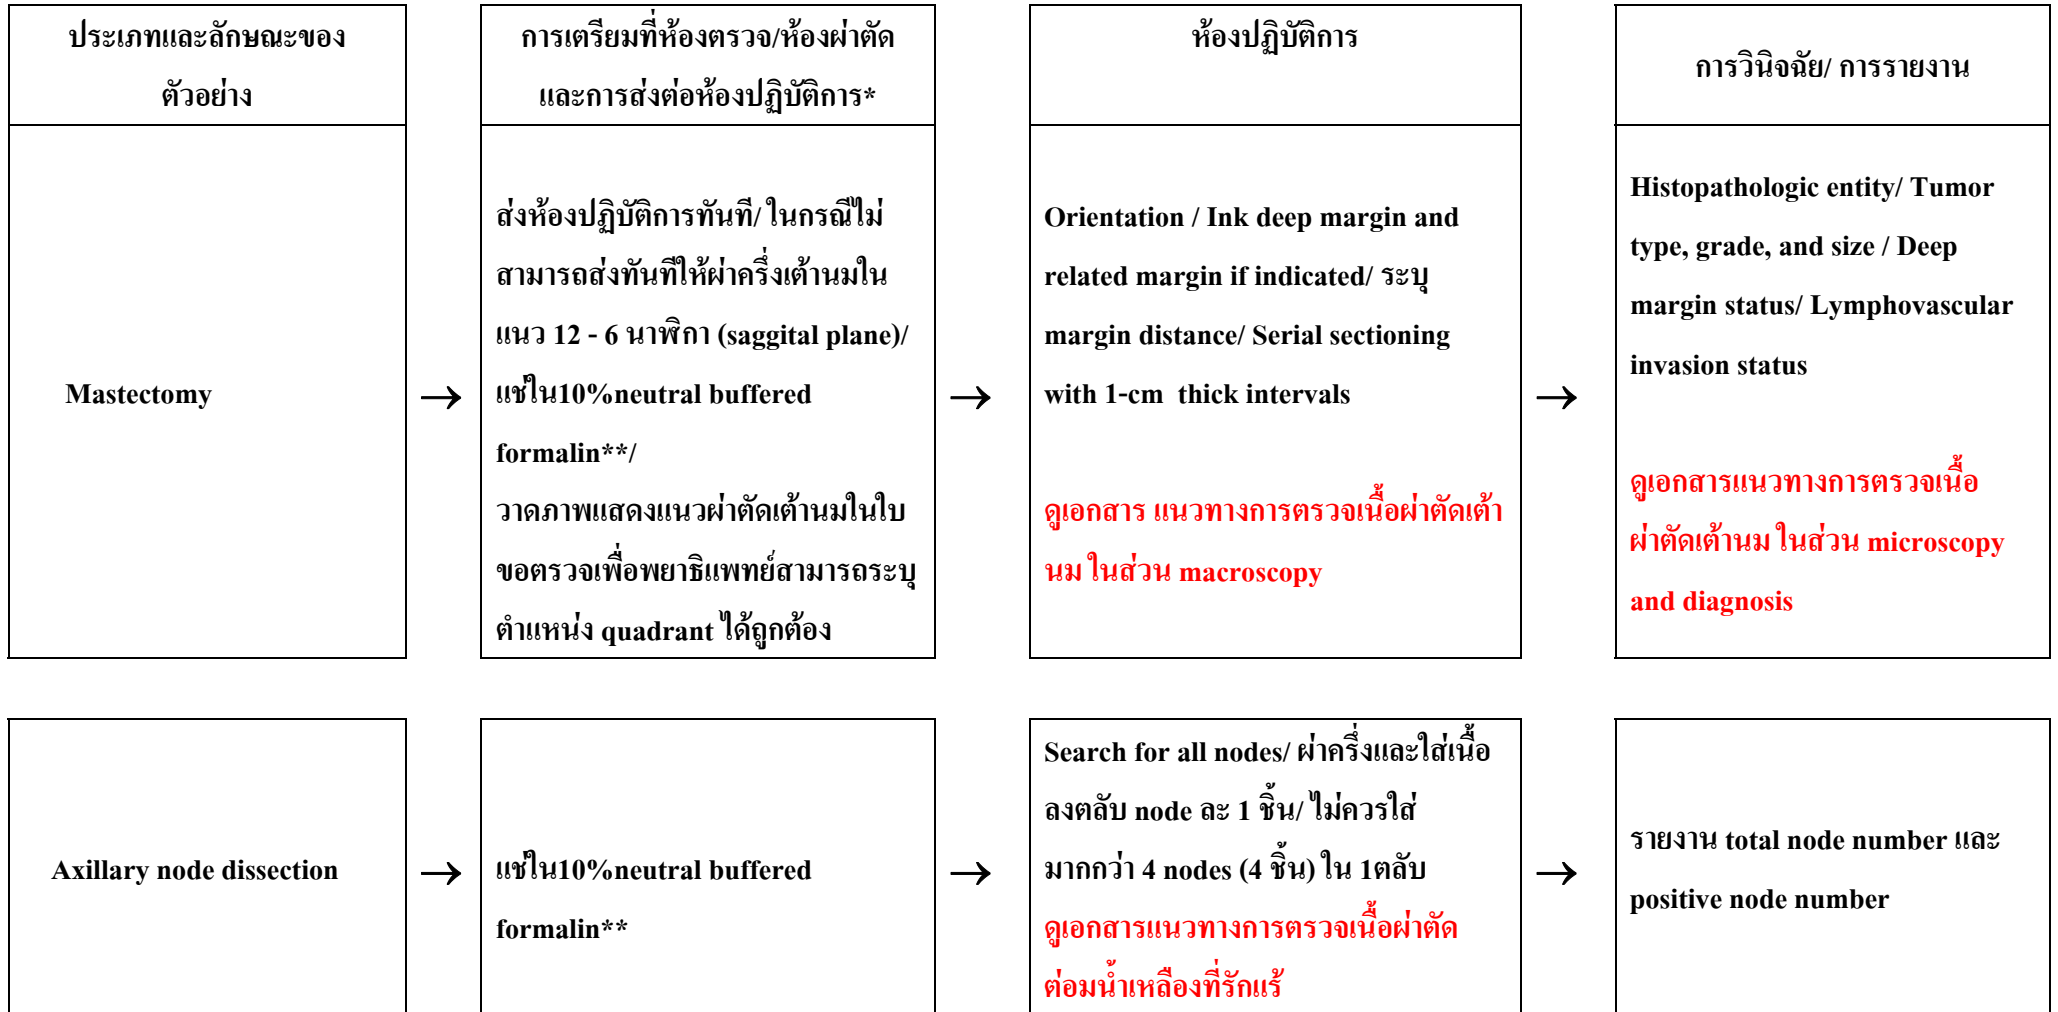 ประเภทและลักษณะของ
ตัวอย่าง
การเตรียมที่ห้องตรวจ/ห้องผ่าตัด
และการส่งต่อห้องปฏิบัติการ*
ห้องปฏิบัติการ
การวินิจฉัย/ การรายงาน
Mastectomy
→
ส่งห้องปฏิบัติการทันที/ ในกรณีไม่
สามารถส่งทันทีให้ผ่าครึ่งเต้านมใน
แนว 12 - 6 นาฬิกา (saggital plane)/
แช่ใน10%neutral buffered
formalin**/
วาดภาพแสดงแนวผ่าตัดเต้านมในใบ
ขอตรวจเพื่อพยาธิแพทย์สามารถระบุ
ตำแหน่ง quadrant ได้ถูกต้อง
→
Orientation / Ink deep margin and
related margin if indicated/ ระบุ
margin distance/ Serial sectioning
with 1-cm thick intervals
ดูเอกสาร แนวทางการตรวจเนื้อผ่าตัดเต้า
นม ในส่วน macroscopy
→
Histopathologic entity/ Tumor
type, grade, and size / Deep
margin status/ Lymphovascular
invasion status
ดูเอกสารแนวทางการตรวจเนื้อ
ผ่าตัดเต้านม ในส่วน microscopy
and diagnosis
Axillary node dissection
→
แช่ใน10%neutral buffered
formalin**
→
Search for all nodes/ ผ่าครึ่งและใส่เนื้อ
ลงตลับ node ละ 1 ชิ้น/ ไม่ควรใส่
มากกว่า 4 nodes (4 ชิ้น) ใน 1ตลับ
ดูเอกสารแนวทางการตรวจเนื้อผ่าตัด
ต่อมน้ำเหลืองที่รักแร้
→
รายงาน total node number และ
positive node number